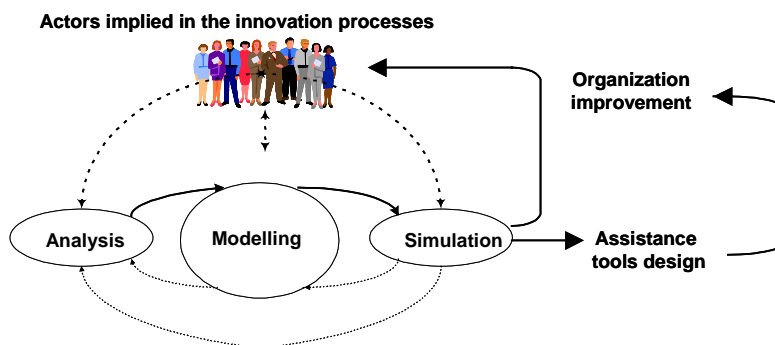 Actors implied in the innovation processes
Organization
improvement
Analysis
Modelling
Simulation
Assistance
tools design